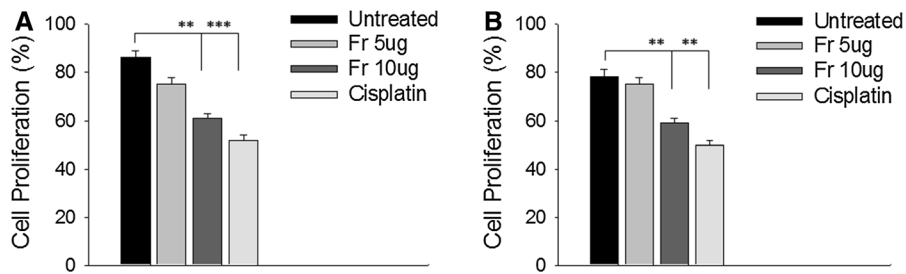 A
Cell Proliferation (%)
100
80
60
40
20
0
** ***
Untreated
Fr 5ug
Fr 10ug
Cisplatin
B
Cell Proliferation (%)
100
80
60
40
20
0
** **
Untreated
Fr 5ug
Fr 10ug
Cisplatin